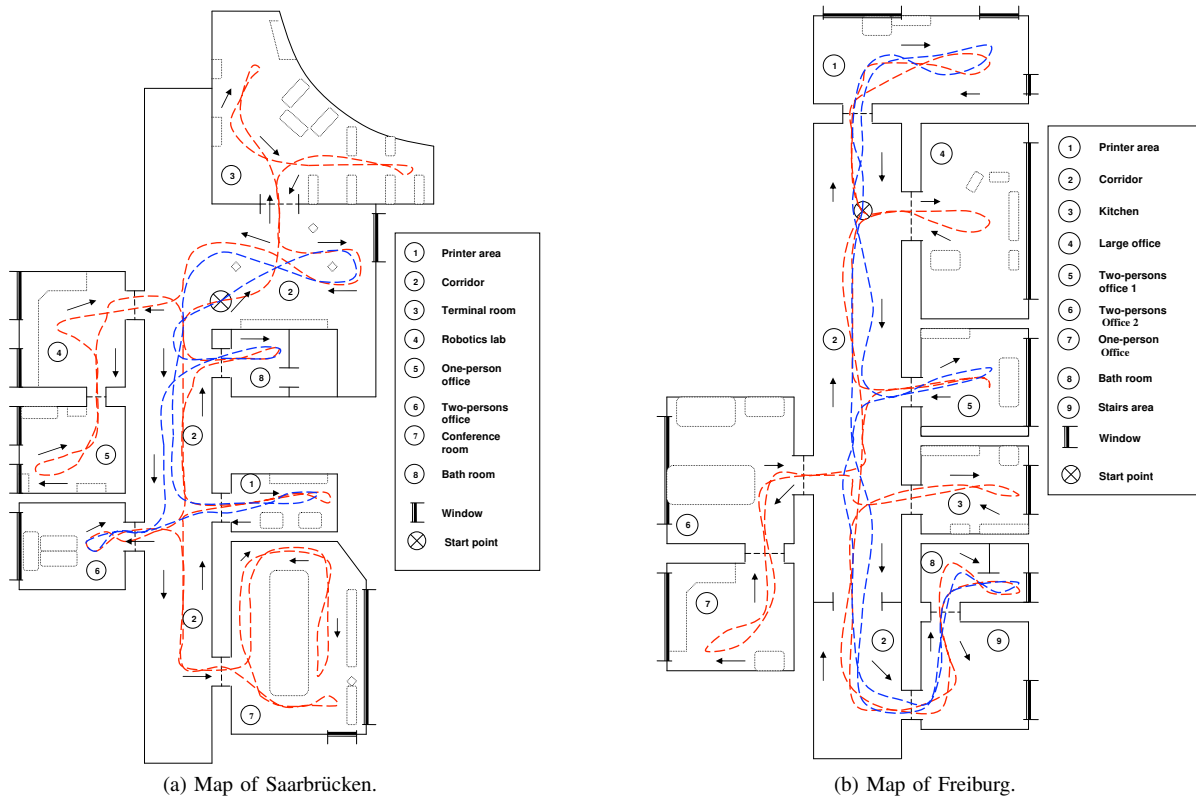 3
2
4
8
5
2
1
6
2
7
1 Printer area
2 Corridor
3 Terminal room
4 Robotics lab
5 One-person
office
6 Two-persons
office
7 Conference
room
8 Bath room
Window
Start point
(a) Map of Saarbrücken.
1
4
2
5
3
6
8
7
2
9
1 Printer area
2 Corridor
3 Kitchen
4 Large office
5 Two-persons
office 1
6 Two-persons
Office 2
7 One-person
Office
8 Bath room
9 Stairs area
Window
Start point
(b) Map of Freiburg.